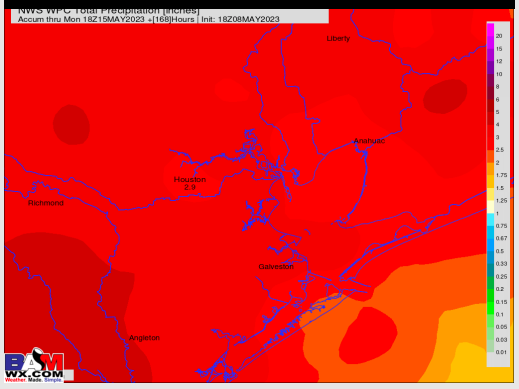 NWS WPC Total Precipitation [inches]
Accum thru Mon 18Z15MAY2023 +[168]Hours | Init: 18Z08MAY2023
Liberty
Anahuac
Houston
2.9
Richmond
Galveston
Angleton
20
15
12
10
8
6
5
4
3
2.5
2
1.75
1.5
1.25
1
0.75
0.67
0.5
0.33
0.25
0.2
0.15
0.1
0.05
0.03
0.01
BAM
WX.COM
Weather. Made. Simple.